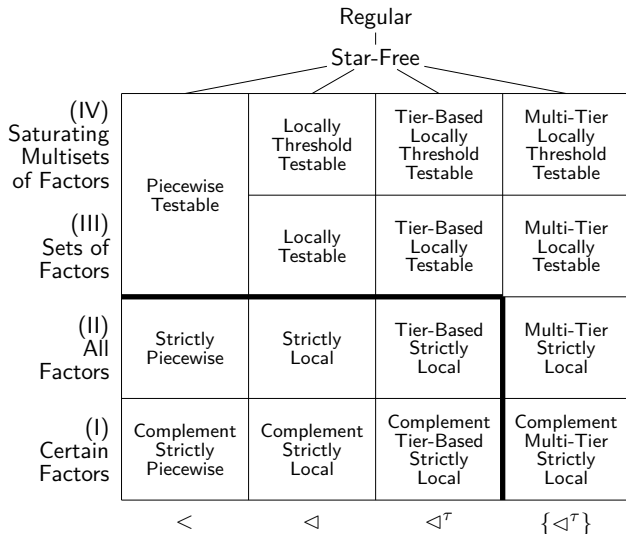 Regular
Star-Free
(IV)
Saturating
Multisets
of Factors
Piecewise
Testable
Locally
Threshold
Testable
Tier-Based
Locally
Threshold
Testable
Multi-Tier
Locally
Threshold
Testable
(III)
Sets of
Factors
Locally
Testable
Tier-Based
Locally
Testable
Multi-Tier
Locally
Testable
(II)
All
Factors
Strictly
Piecewise
Strictly
Local
Tier-Based
Strictly
Local
Multi-Tier
Strictly
Local
(I)
Certain
Factors
Complement
Strictly
Piecewise
Complement
Strictly
Local
Complement
Tier-Based
Strictly
Local
Complement
Multi-Tier
Strictly
Local
< ◁ ◁^τ {◁^τ}